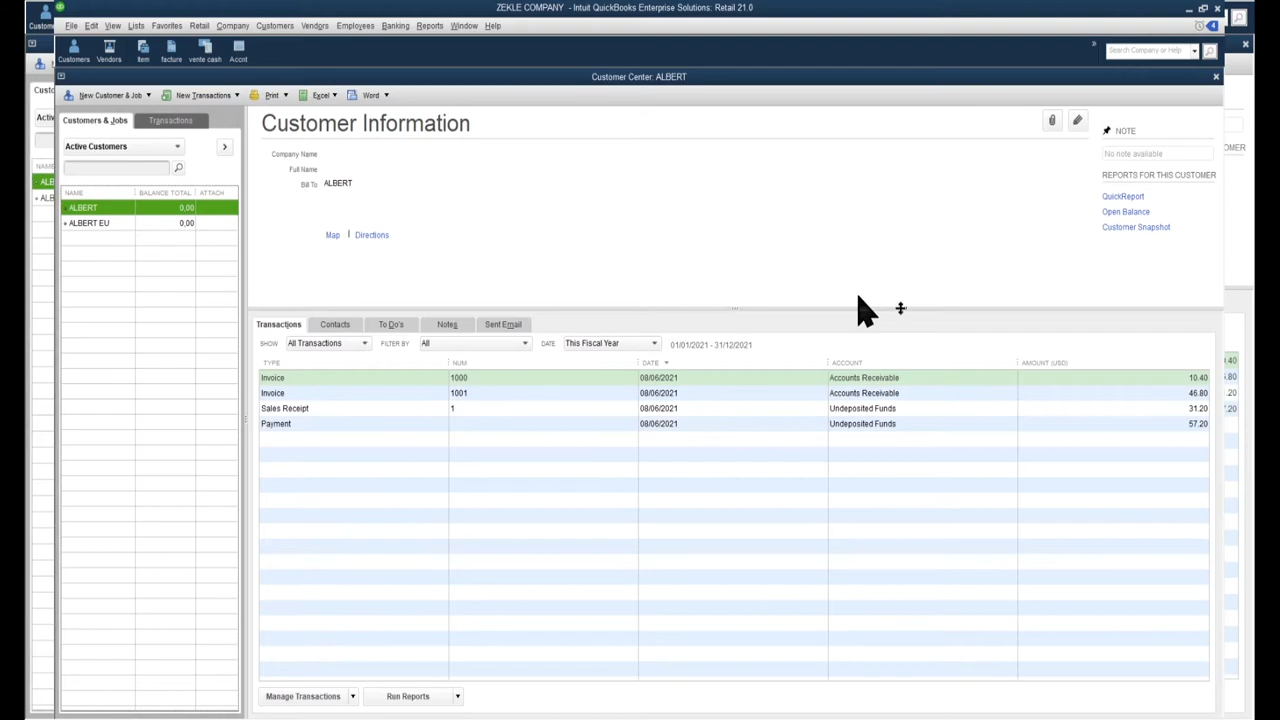 ZEKLE COMPANY - Intuit QuickBooks Enterprise Solutions: Retail 21.0
File Edit View Lists Favorites Retail Company Customers Vendors Employees Banking Reports Window Help 4
Customers Vendors Item facture vente cash Accnt » Search Company or Help
Customer Center: ALBERT
New Customer & Job New Transactions Print Excel Word
Customers & Jobs Transactions
Active Customers
NAME BALANCE TOTAL ATTACH
ALBERT 0,00
ALBERT EU 0,00
Customer Information
Company Name
Full Name
Bill To ALBERT
Map Directions
NOTE
No note available
REPORTS FOR THIS CUSTOMER
QuickReport
Open Balance
Customer Snapshot
Transactions Contacts To Do's Notes Sent Email
SHOW All Transactions FILTER BY All DATE This Fiscal Year 01/01/2021 - 31/12/2021
TYPE NUM DATE ACCOUNT AMOUNT (USD)
Invoice 1000 08/06/2021 Accounts Receivable 10.40
Invoice 1001 08/06/2021 Accounts Receivable 46.80
Sales Receipt 1 08/06/2021 Undeposited Funds 31.20
Payment 08/06/2021 Undeposited Funds 57.20
Manage Transactions Run Reports